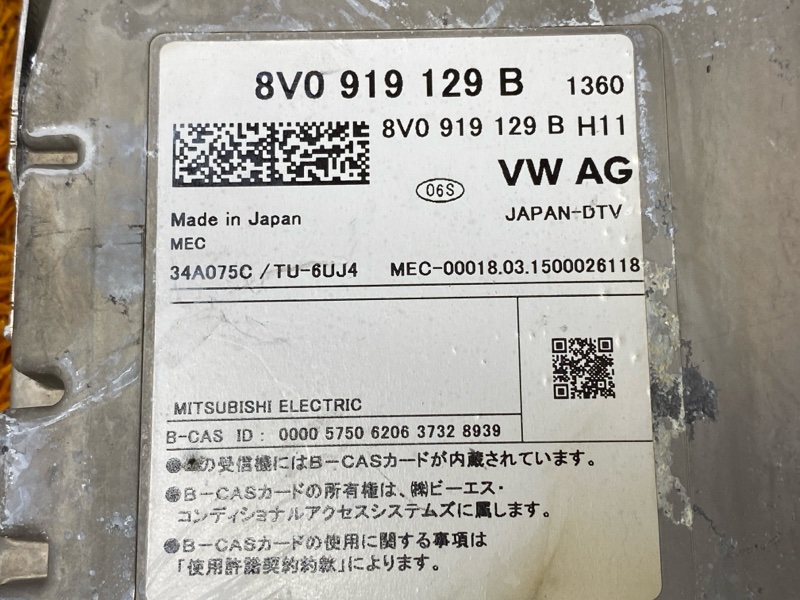 8V0 919 129 B 1360
8V0 919 129 B H11
06S
VW AG
Made in Japan
JAPAN-DTV
MEC
34A075C / TU-6UJ4 MEC-00018.03.1500026118
MITSUBISHI ELECTRIC
B-CAS ID: 0000 5750 6206 3732 8939
●この受信機にはB-CASカードが内蔵されています。
●B-CASカードの所有権は、㈱ビーエス・
コンディショナルアクセスシステムズに属します。
●B-CASカードの使用に関する事項は
「使用許諾契約約款」によります。